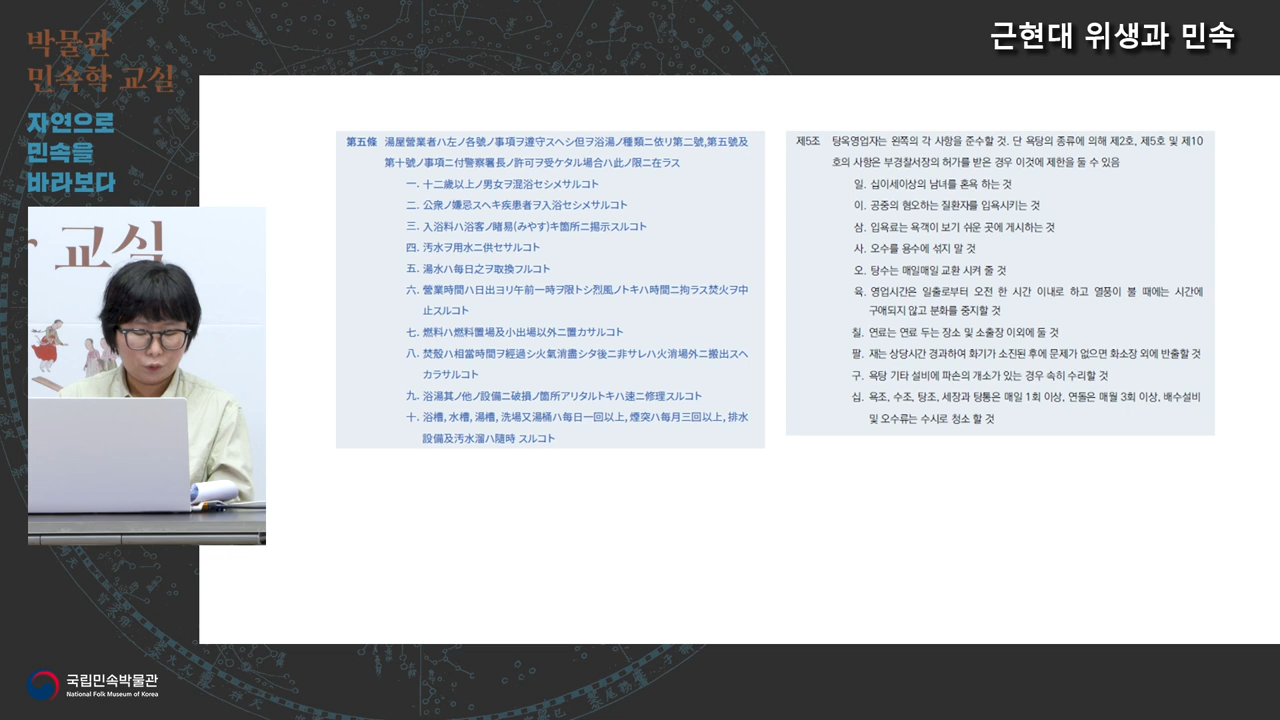 박물관
민속학 교실
자연으로
민속을
바라보다
근현대 위생과 민속
교실
第五條 湯屋營業者ハ左ノ各號ノ事項ヲ遵守スヘシ但ヲ浴湯ノ種類ニ依リ第二號,第五號及
第十號ノ事項ニ付警察署長ノ許可ヲ受ケタル場合ハ此ノ限ニ在ラス
一. 十二歲以上ノ男女ヲ混浴セシメサルコト
二. 公衆ノ嫌忌スヘキ疾患者ヲ入浴セシメサルコト
三. 入浴料ハ浴客ノ睹易(みやす)キ箇所ニ揭示スルコト
四. 汚水ヲ用水ニ供セサルコト
五. 湯水ハ每日之ヲ取換フルコト
六. 營業時間ハ日出ヨリ午前一時ヲ限トシ烈風ノトキハ時間ニ拘ラス焚火ヲ中
止スルコト
七. 燃料ハ燃料置場及小出場以外ニ置カサルコト
八. 焚殼ハ相當時間ヲ經過シ火氣消盡シタ後ニ非サレハ火消場外ニ搬出スヘ
カラサルコト
九. 浴湯其ノ他ノ設備ニ破損ノ箇所アリタルトキハ速ニ修理スルコト
十. 浴槽, 水槽, 湯槽, 洗場又湯桶ハ每日一回以上, 煙突ハ每月三回以上, 排水
設備及汚水溜ハ隨時 スルコト
제5조 탕옥영업자는 왼쪽의 각 사항을 준수할 것. 단 욕탕의 종류에 의해 제2호, 제5호 및 제10
호의 사항은 부경찰서장의 허가를 받은 경우 이것에 제한을 둘 수 있음
일. 십이세이상의 남녀를 혼욕 하는 것
이. 공중의 혐오하는 질환자를 입욕시키는 것
삼. 입욕료는 욕객이 보기 쉬운 곳에 게시하는 것
사. 오수를 용수에 섞지 말 것
오. 탕수는 매일매일 교환 시켜 줄 것
육. 영업시간은 일출로부터 오전 한 시간 이내로 하고 열풍이 불 때에는 시간에
구애되지 않고 분화를 중지할 것
칠. 연료는 연료 두는 장소 및 소출장 이외에 둘 것
팔. 재는 상당시간 경과하여 화기가 소진된 후에 문제가 없으면 화소장 외에 반출할 것
구. 욕탕 기타 설비에 파손의 개소가 있는 경우 속히 수리할 것
십. 욕조, 수조, 탕조, 세장과 탕통은 매일 1회 이상, 연돌은 매월 3회 이상, 배수설비
및 오수류는 수시로 청소 할 것
국립민속박물관
National Folk Museum of Korea